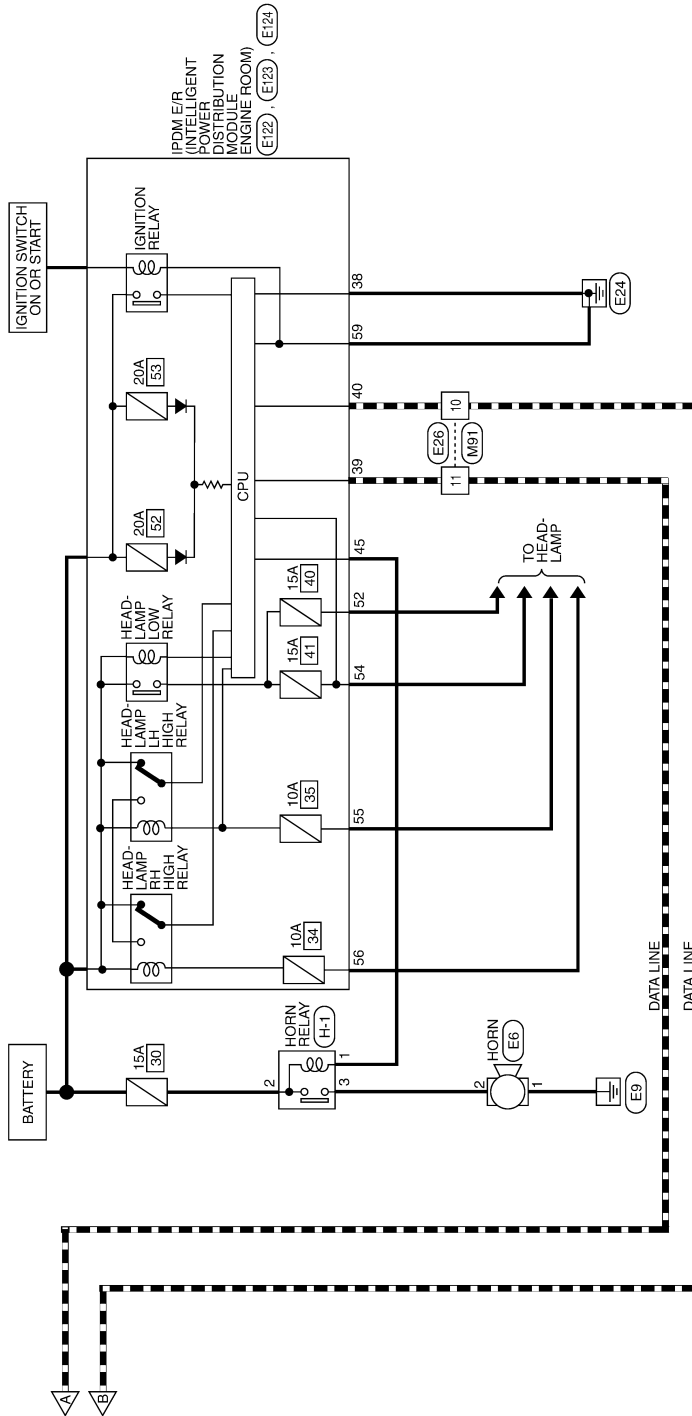 IGNITION SWITCH
ON OR START
BATTERY
IPDM E/R
(INTELLIGENT
POWER
DISTRIBUTION
MODULE
ENGINE ROOM)
E122 , E123 , E124
IGNITION
RELAY
20A
53
20A
52
HEAD-
LAMP
LOW
RELAY
HEAD-
LAMP
LH
HIGH
RELAY
HEAD-
LAMP
RH
HIGH
RELAY
CPU
15A
40
15A
41
10A
35
10A
34
15A
30
38
59
40
39
45
52
54
55
56
HORN
RELAY
H-1
2
1
3
HORN
E6
2
1
E9
E24
10
11
E26
M91
TO
HEAD-
LAMP
DATA LINE
DATA LINE
A
B